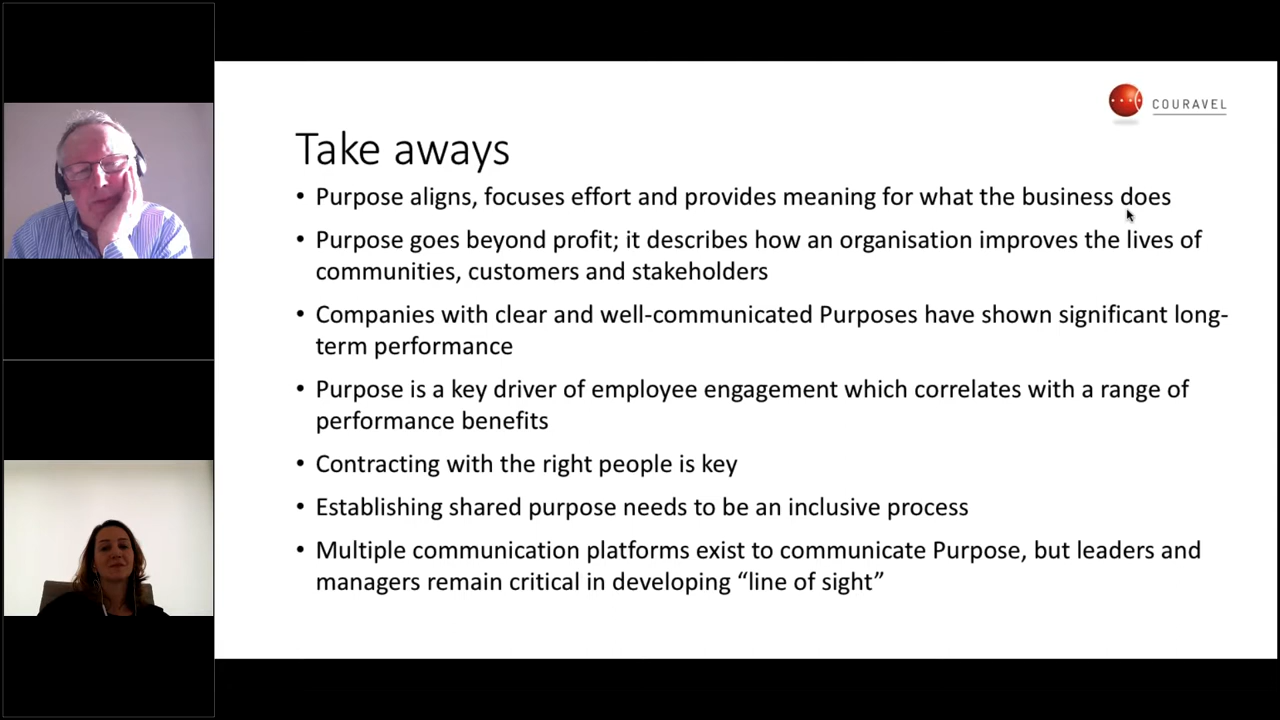 COURAVEL
Take aways
• Purpose aligns, focuses effort and provides meaning for what the business does
• Purpose goes beyond profit; it describes how an organisation improves the lives of
communities, customers and stakeholders
• Companies with clear and well-communicated Purposes have shown significant long-
term performance
• Purpose is a key driver of employee engagement which correlates with a range of
performance benefits
• Contracting with the right people is key
• Establishing shared purpose needs to be an inclusive process
• Multiple communication platforms exist to communicate Purpose, but leaders and
managers remain critical in developing “line of sight”